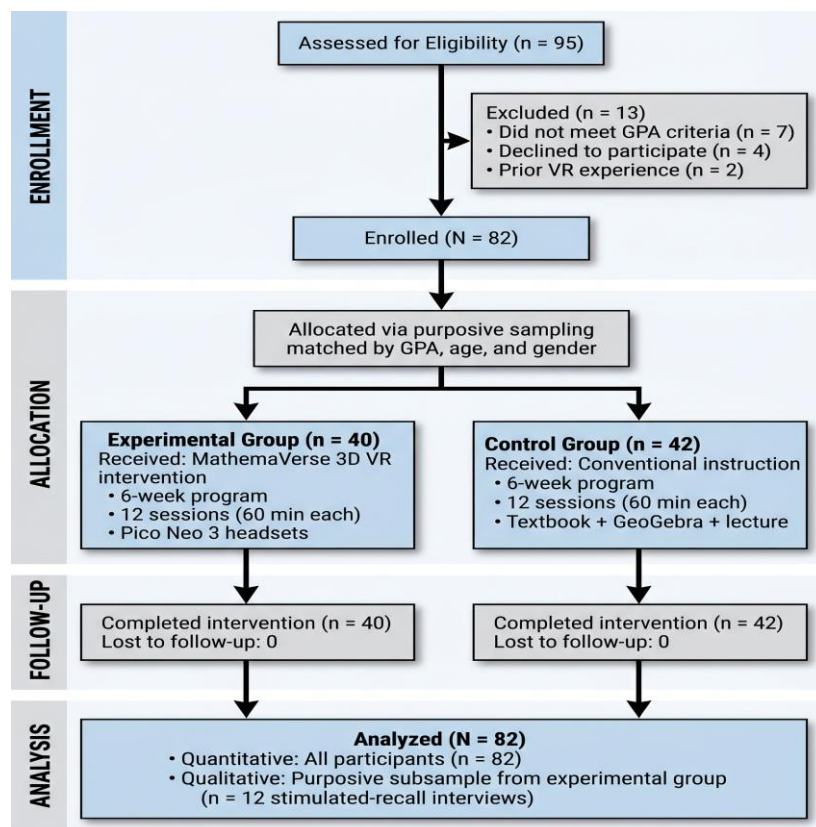 ENROLLMENT
Assessed for Eligibility (n = 95)
Excluded (n = 13)
• Did not meet GPA criteria (n = 7)
• Declined to participate (n = 4)
• Prior VR experience (n = 2)
Enrolled (N = 82)
ALLOCATION
Allocated via purposive sampling
matched by GPA, age, and gender
Experimental Group (n = 40)
Received: MathemaVerse 3D VR
intervention
• 6-week program
• 12 sessions (60 min each)
• Pico Neo 3 headsets
Control Group (n = 42)
Received: Conventional instruction
• 6-week program
• 12 sessions (60 min each)
• Textbook + GeoGebra + lecture
FOLLOW-UP
Completed intervention (n = 40)
Lost to follow-up: 0
Completed intervention (n = 42)
Lost to follow-up: 0
ANALYSIS
Analyzed (N = 82)
• Quantitative: All participants (n = 82)
• Qualitative: Purposive subsample from experimental group
(n = 12 stimulated-recall interviews)